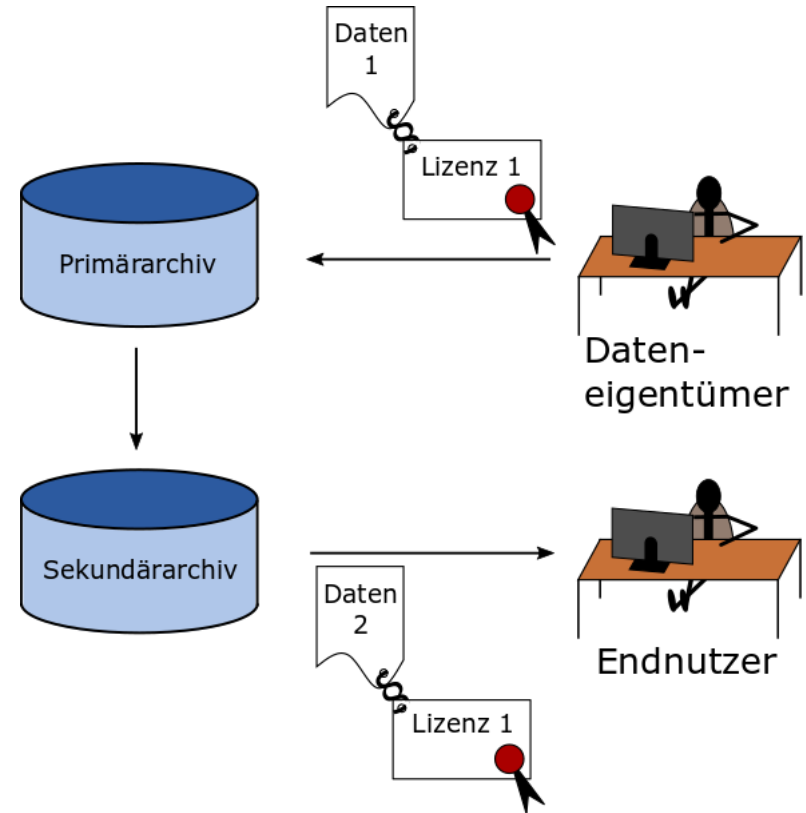 Daten
1
Lizenz 1
Primärarchiv
Daten-
eigentümer
Sekundärarchiv
Daten
2
Endnutzer
Lizenz 1